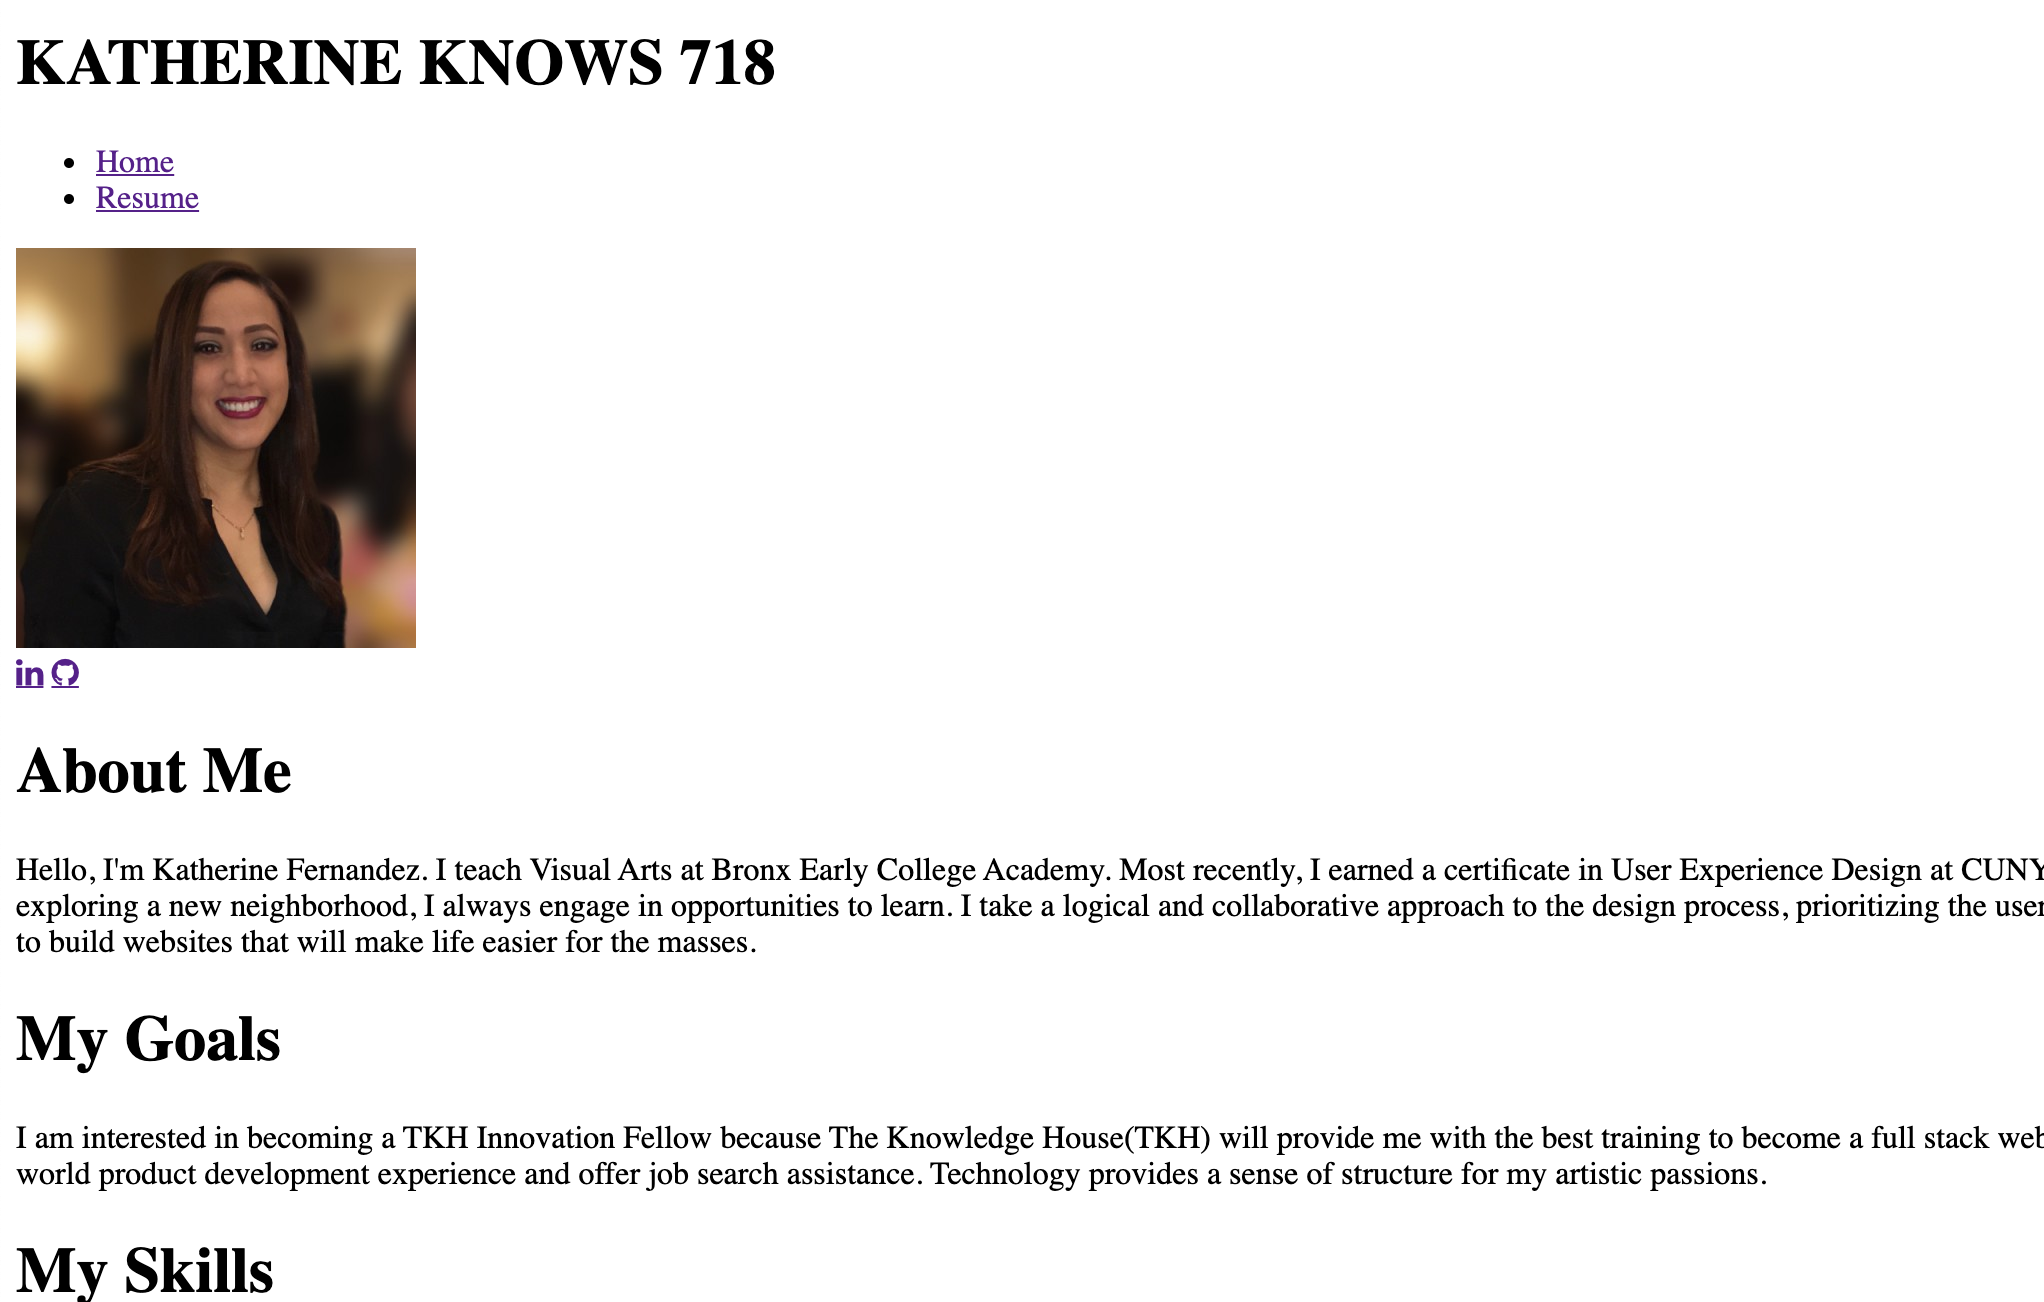 KATHERINE KNOWS 718
Home
Resume
in
About Me
Hello, I'm Katherine Fernandez. I teach Visual Arts at Bronx Early College Academy. Most recently, I earned a certificate in User Experience Design at CUNY
exploring a new neighborhood, I always engage in opportunities to learn. I take a logical and collaborative approach to the design process, prioritizing the user
to build websites that will make life easier for the masses.
My Goals
I am interested in becoming a TKH Innovation Fellow because The Knowledge House(TKH) will provide me with the best training to become a full stack web
world product development experience and offer job search assistance. Technology provides a sense of structure for my artistic passions.
My Skills